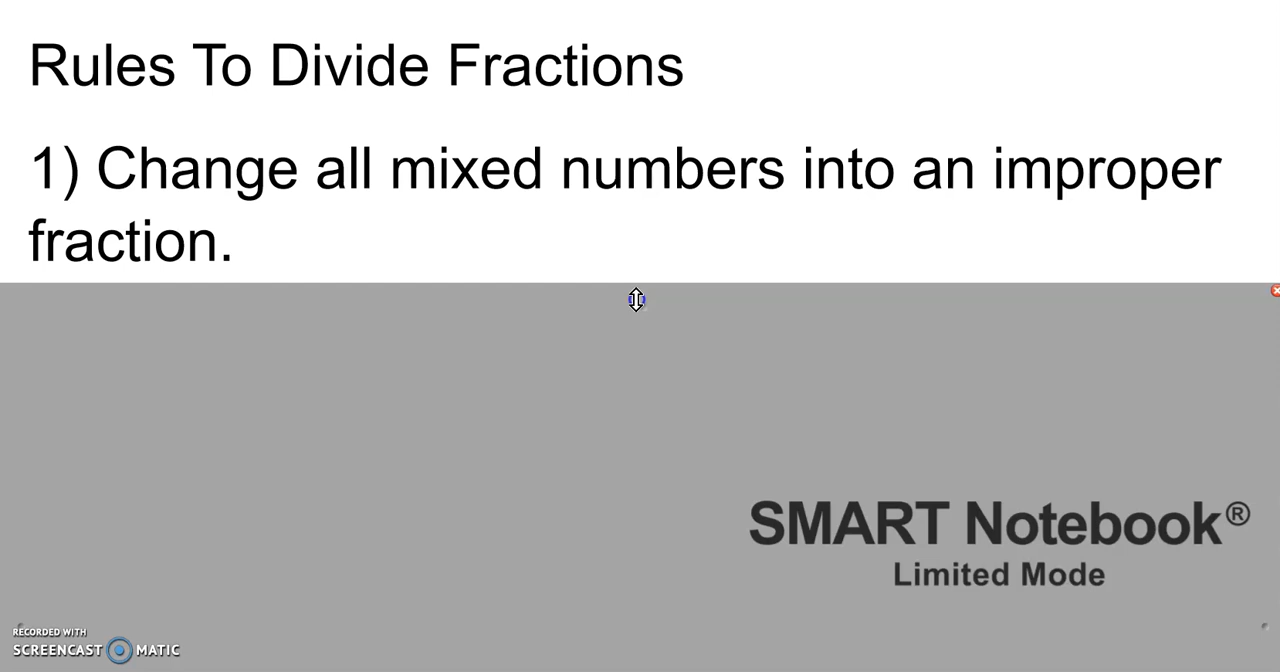 Rules To Divide Fractions
1) Change all mixed numbers into an improper
fraction.
SMART Notebook®
Limited Mode
RECORDED WITH
SCREENCAST MATIC